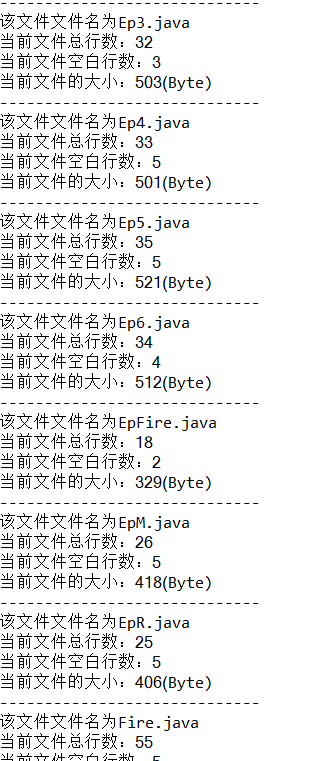 -----------------------------
该文件文件名为Ep3.java
当前文件总行数：32
当前文件空白行数：3
当前文件的大小：503(Byte)
-----------------------------
该文件文件名为Ep4.java
当前文件总行数：33
当前文件空白行数：5
当前文件的大小：501(Byte)
-----------------------------
该文件文件名为Ep5.java
当前文件总行数：35
当前文件空白行数：5
当前文件的大小：521(Byte)
-----------------------------
该文件文件名为Ep6.java
当前文件总行数：34
当前文件空白行数：4
当前文件的大小：512(Byte)
-----------------------------
该文件文件名为EpFire.java
当前文件总行数：18
当前文件空白行数：2
当前文件的大小：329(Byte)
-----------------------------
该文件文件名为EpM.java
当前文件总行数：26
当前文件空白行数：5
当前文件的大小：418(Byte)
-----------------------------
该文件文件名为EpR.java
当前文件总行数：25
当前文件空白行数：5
当前文件的大小：406(Byte)
-----------------------------
该文件文件名为Fire.java
当前文件总行数：55